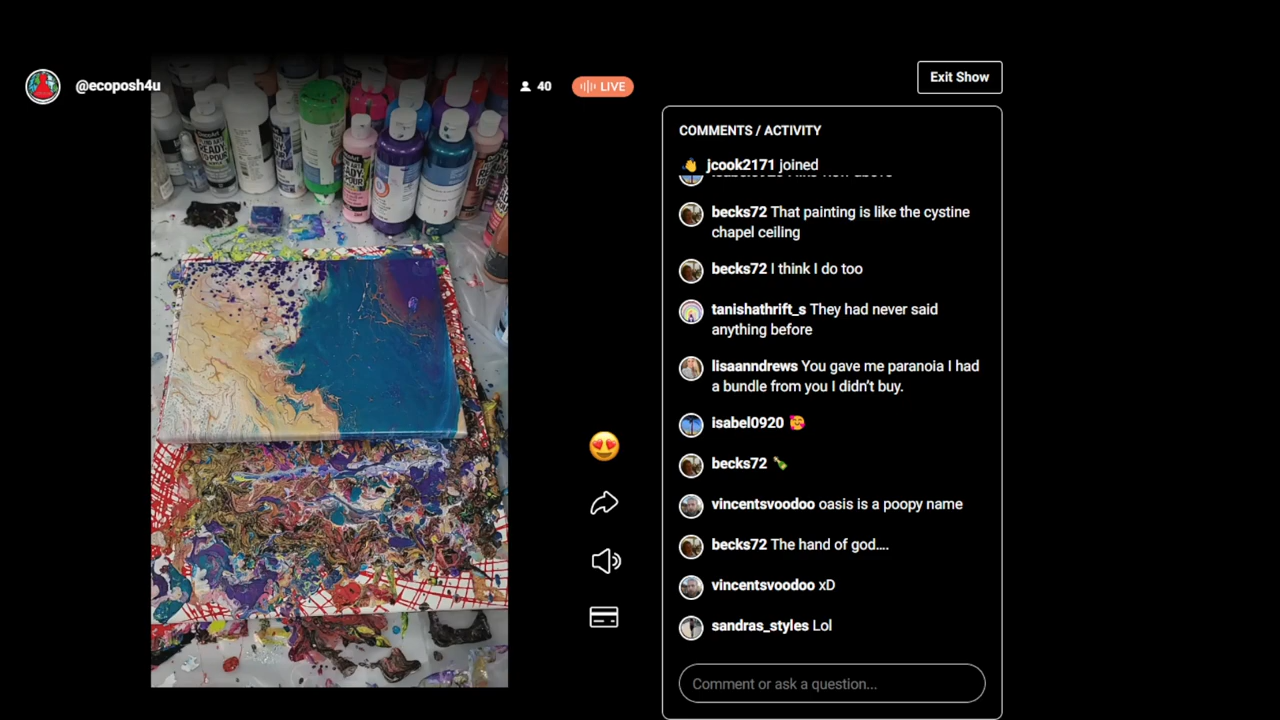 @ecoposh4u
40
LIVE
Exit Show
COMMENTS / ACTIVITY
jcook2171 joined
becks72 That painting is like the cystine
chapel ceiling
becks72 I think I do too
tanishathrift_s They had never said
anything before
lisaanndrews You gave me paranoia I had
a bundle from you I didn't buy.
isabel0920 🥰
becks72 🍾
vincentsvoodoo oasis is a poopy name
becks72 The hand of god....
vincentsvoodoo xD
sandras_styles Lol
Comment or ask a question...
READY
READY